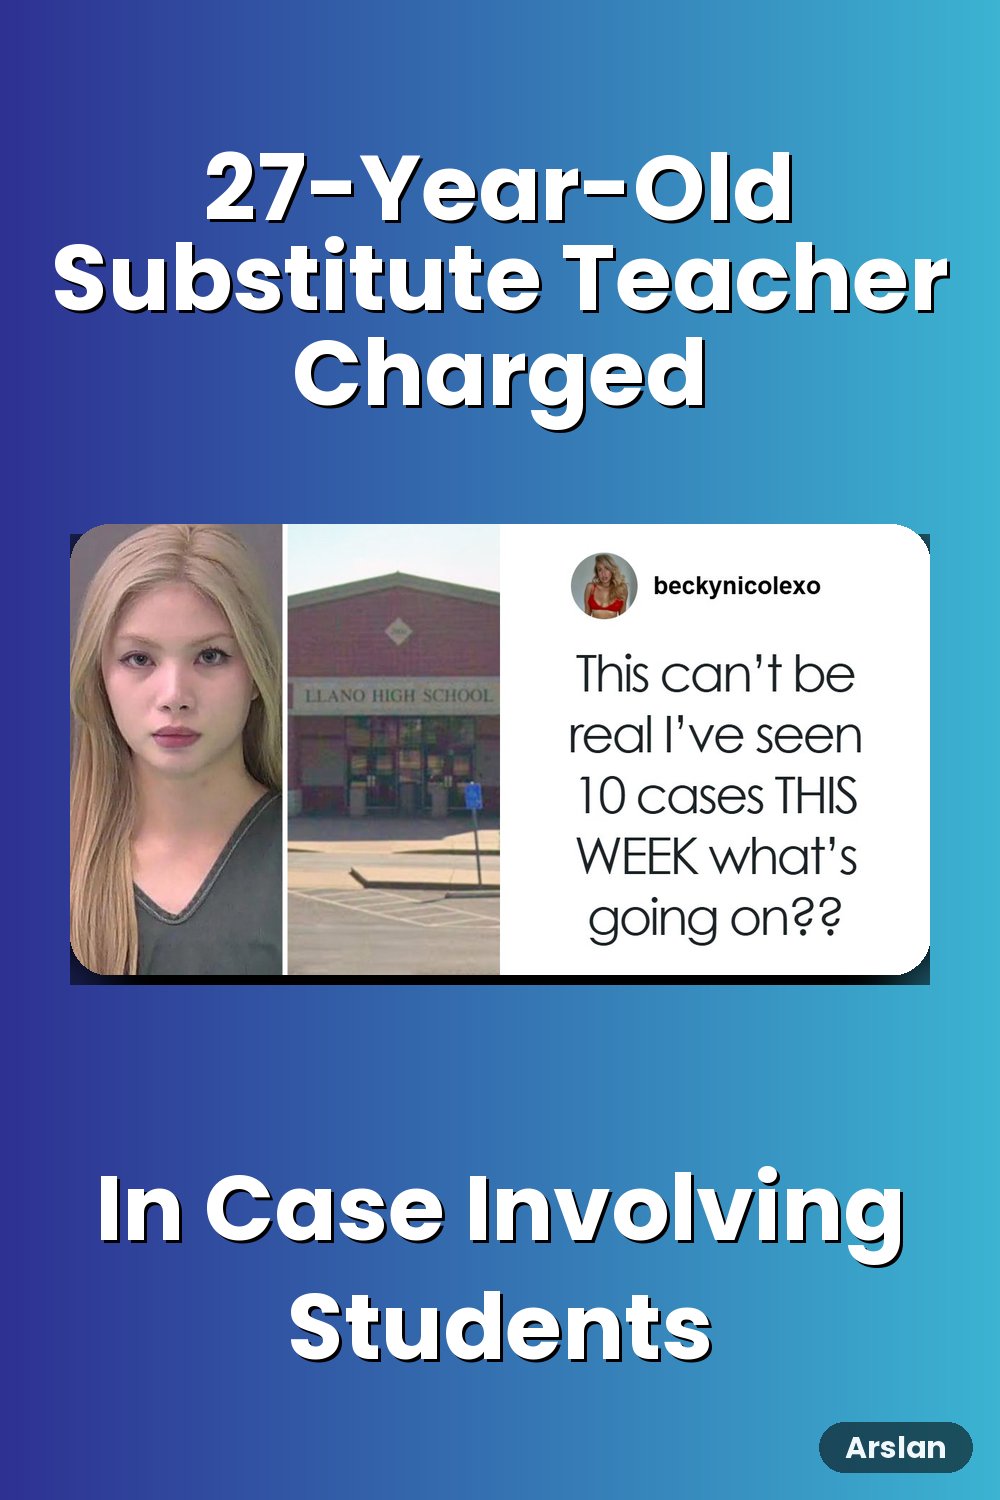 27-Year-Old
Substitute Teacher
Charged
LLANO HIGH SCHOOL
beckynicolexo
This can't be
real I've seen
10 cases THIS
WEEK what's
going on??
In Case Involving
Students
Arslan